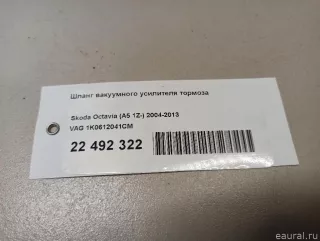 Шланг вакуумного усилителя тормоза
Skoda Octavia (A5 1Z-) 2004-2013
VAG 1K0612041CM
22 492 322
eaural.ru